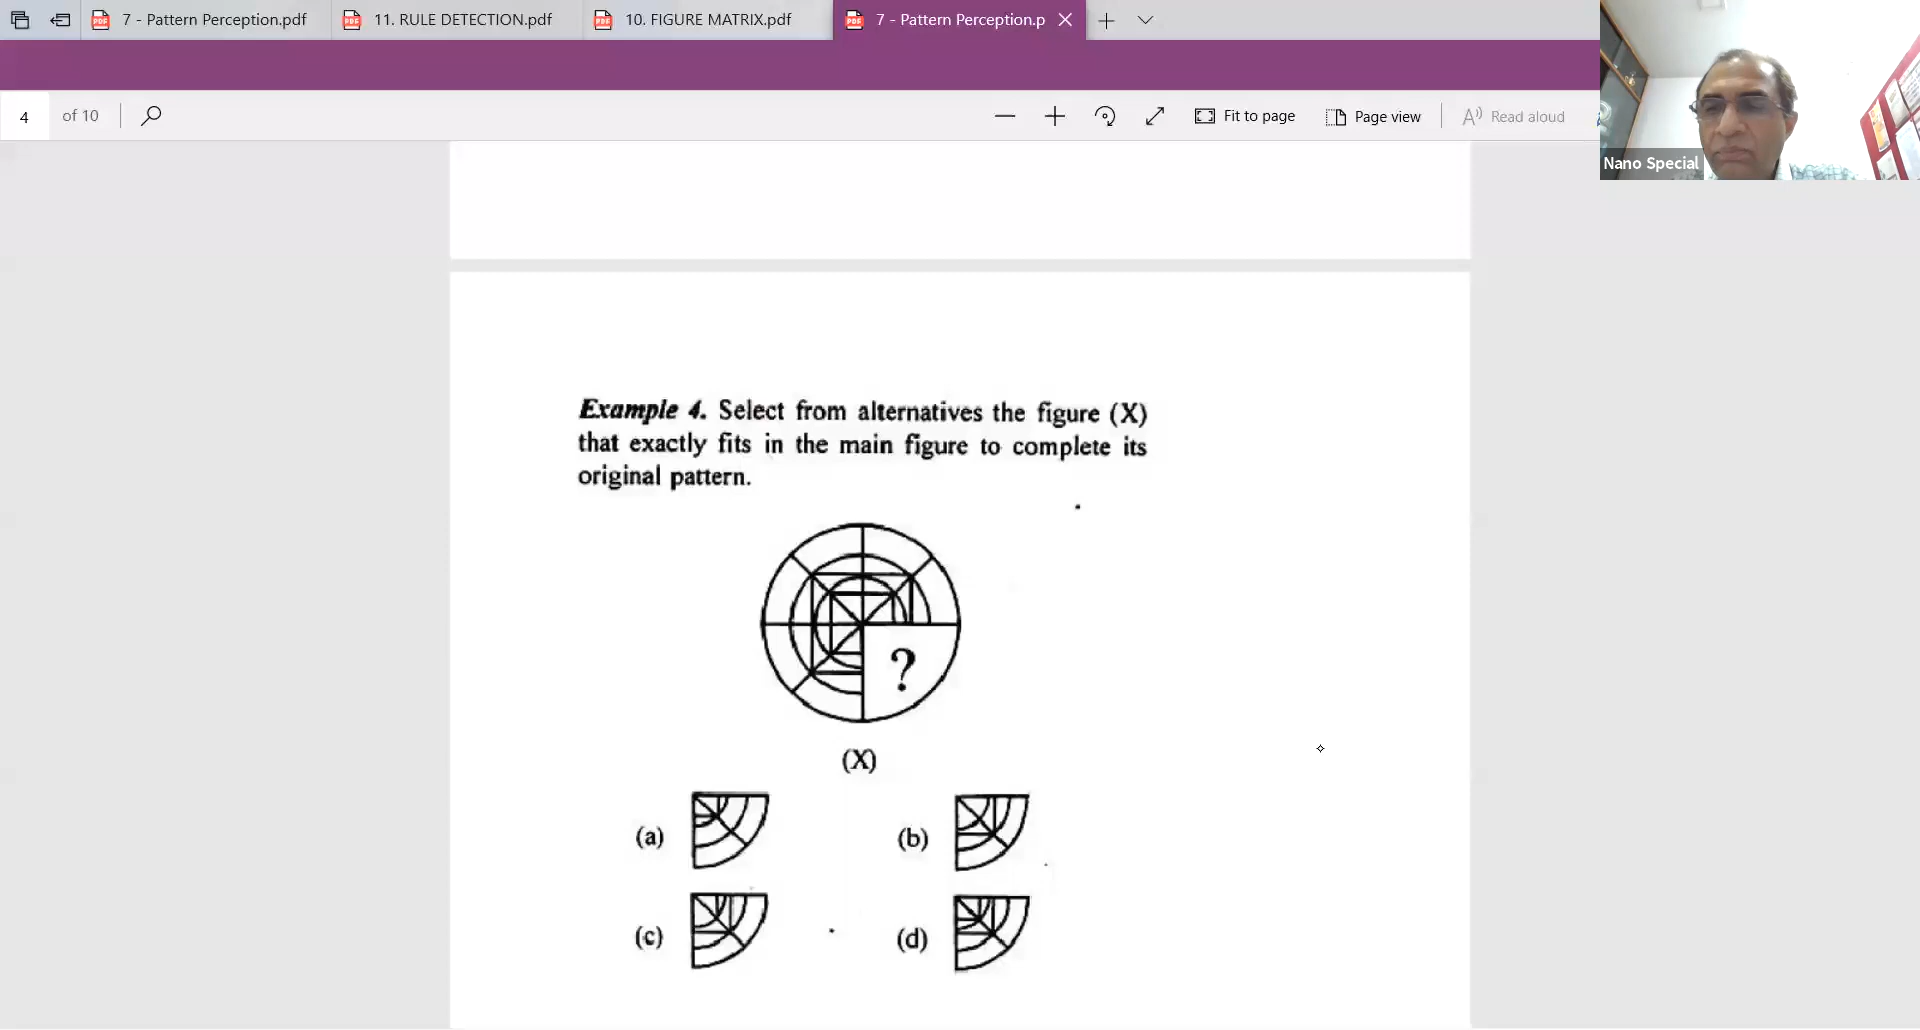 7 - Pattern Perception.pdf
11. RULE DETECTION.pdf
10. FIGURE MATRIX.pdf
7 - Pattern Perception.p
4 of 10
Fit to page
Page view
Read aloud
Nano Special
Example 4. Select from alternatives the figure (X)
that exactly fits in the main figure to complete its
original pattern.
?
(X)
(a)
(b)
(c)
(d)